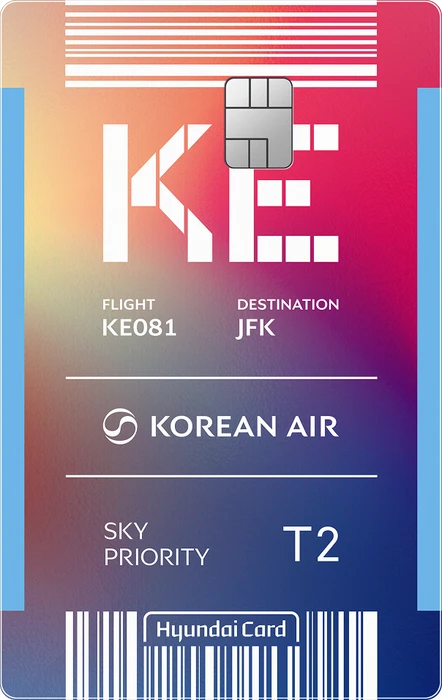 KE
FLIGHT DESTINATION
KE081 JFK
KOREAN AIR
SKY
PRIORITY T2
Hyundai Card